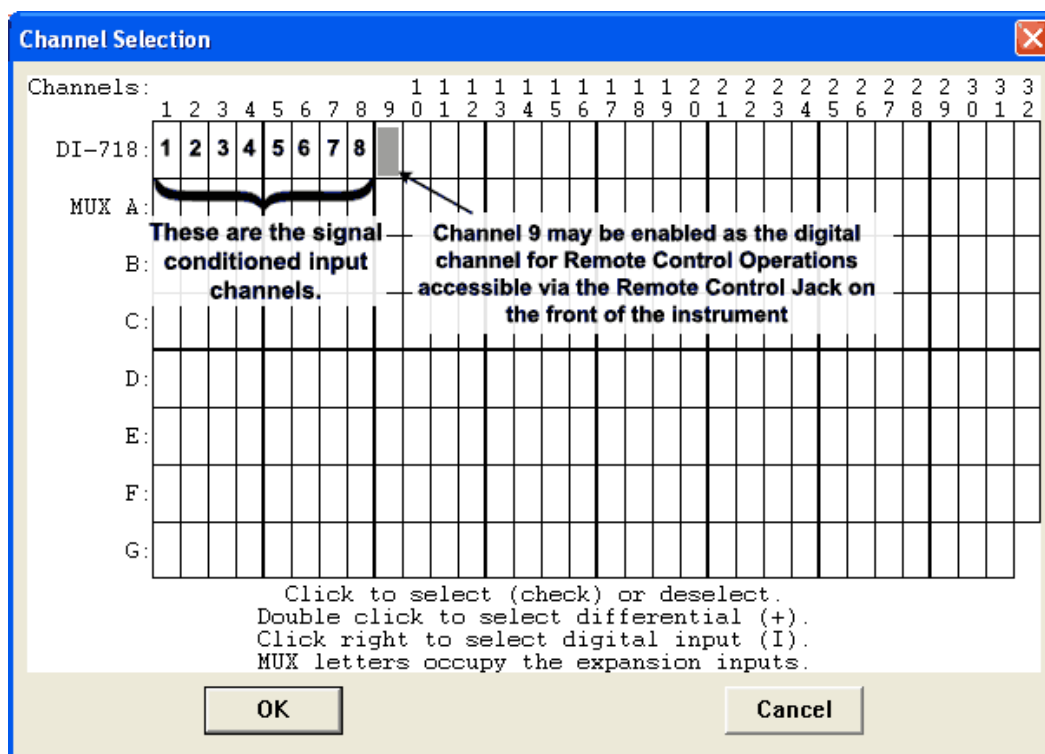 Channel Selection
Channels: 1 2 3 4 5 6 7 8 9 10 11 12 13 14 15 16 17 18 19 20 21 22 23 24 25 26 27 28 29 30 31 32
DI-718: 1 2 3 4 5 6 7 8
MUX A:
These are the signal
conditioned input
channels.
Channel 9 may be enabled as the digital
channel for Remote Control Operations
accessible via the Remote Control Jack on
the front of the instrument
B:
C:
D:
E:
F:
G:
Click to select (check) or deselect.
Double click to select differential (+).
Click right to select digital input (I).
MUX letters occupy the expansion inputs.
OK
Cancel